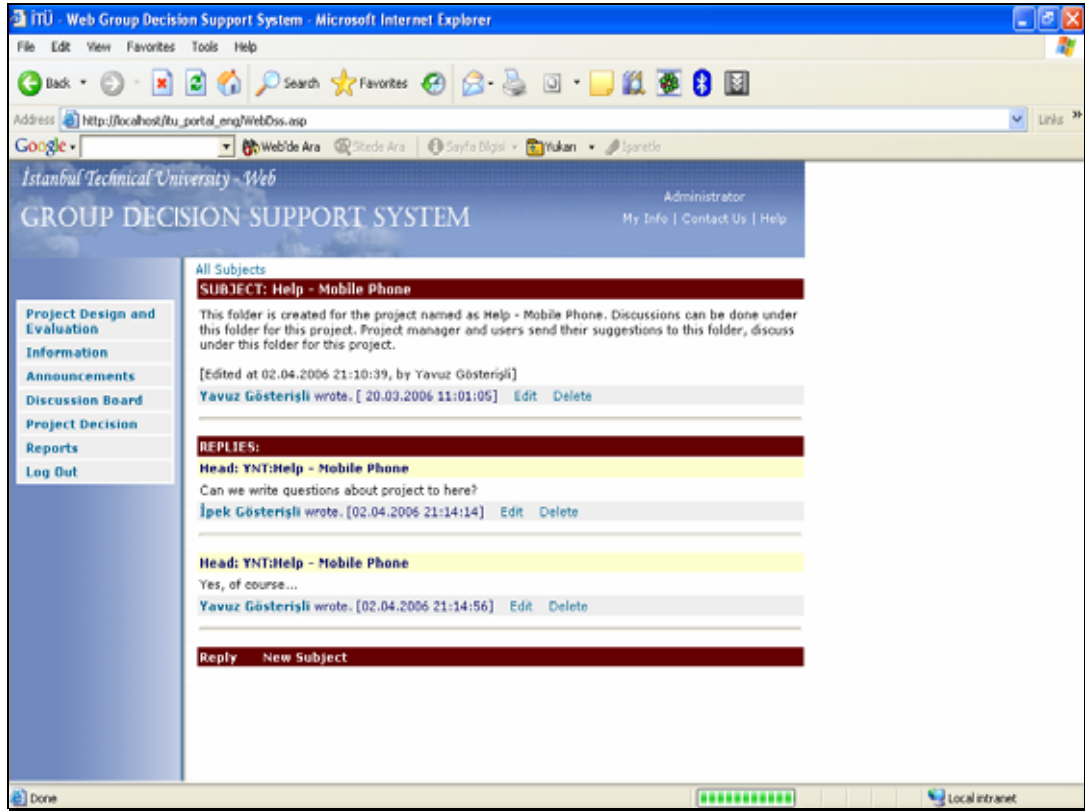 İTÜ - Web Group Decision Support System - Microsoft Internet Explorer
File Edit View Favorites Tools Help
Back Search Favorites
Address http://localhost/itu_portal_eng/WebDss.asp Links
Google Web'de Ara Sitede Ara Sayfa Bilgisi Yukarı İşaretle
İstanbul Technical University - Web
GROUP DECISION SUPPORT SYSTEM
Administrator
My Info | Contact Us | Help
Project Design and
Evaluation
Information
Announcements
Discussion Board
Project Decision
Reports
Log Out
All Subjects
SUBJECT: Help - Mobile Phone
This folder is created for the project named as Help - Mobile Phone. Discussions can be done under
this folder for this project. Project manager and users send their suggestions to this folder, discuss
under this folder for this project.
[Edited at 02.04.2006 21:10:39, by Yavuz Gösterişli]
Yavuz Gösterişli wrote. [ 20.03.2006 11:01:05] Edit Delete
REPLIES:
Head: YNT:Help - Mobile Phone
Can we write questions about project to here?
İpek Gösterişli wrote. [02.04.2006 21:14:14] Edit Delete
Head: YNT:Help - Mobile Phone
Yes, of course...
Yavuz Gösterişli wrote. [02.04.2006 21:14:56] Edit Delete
Reply New Subject
Done Local intranet